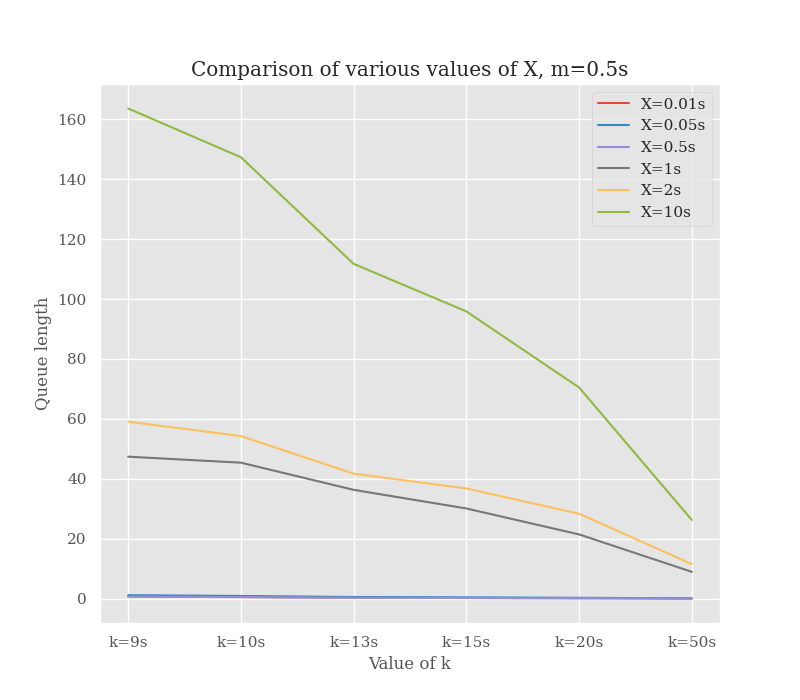 Comparison of various values of X, m=0.5s
X=0.01s
X=0.05s
X=0.5s
X=1s
X=2s
X=10s
160
140
120
100
80
60
40
20
0
Queue length
k=9s k=10s k=13s k=15s k=20s k=50s
Value of k